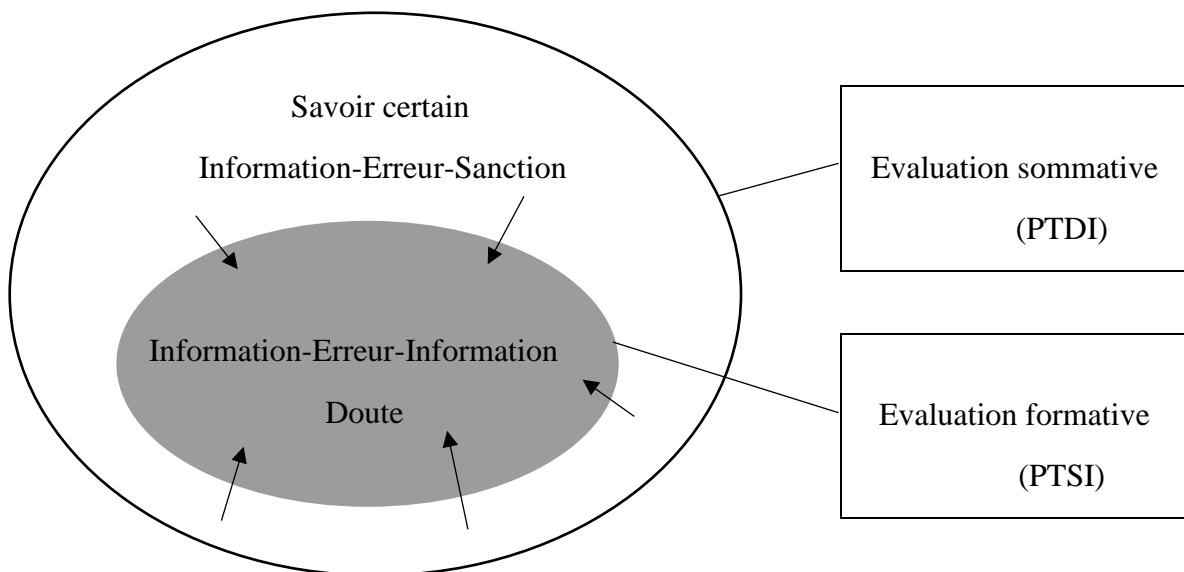 Savoir certain
Information-Erreur-Sanction
Information-Erreur-Information
Doute
Evaluation sommative
(PTDI)
Evaluation formative
(PTSI)